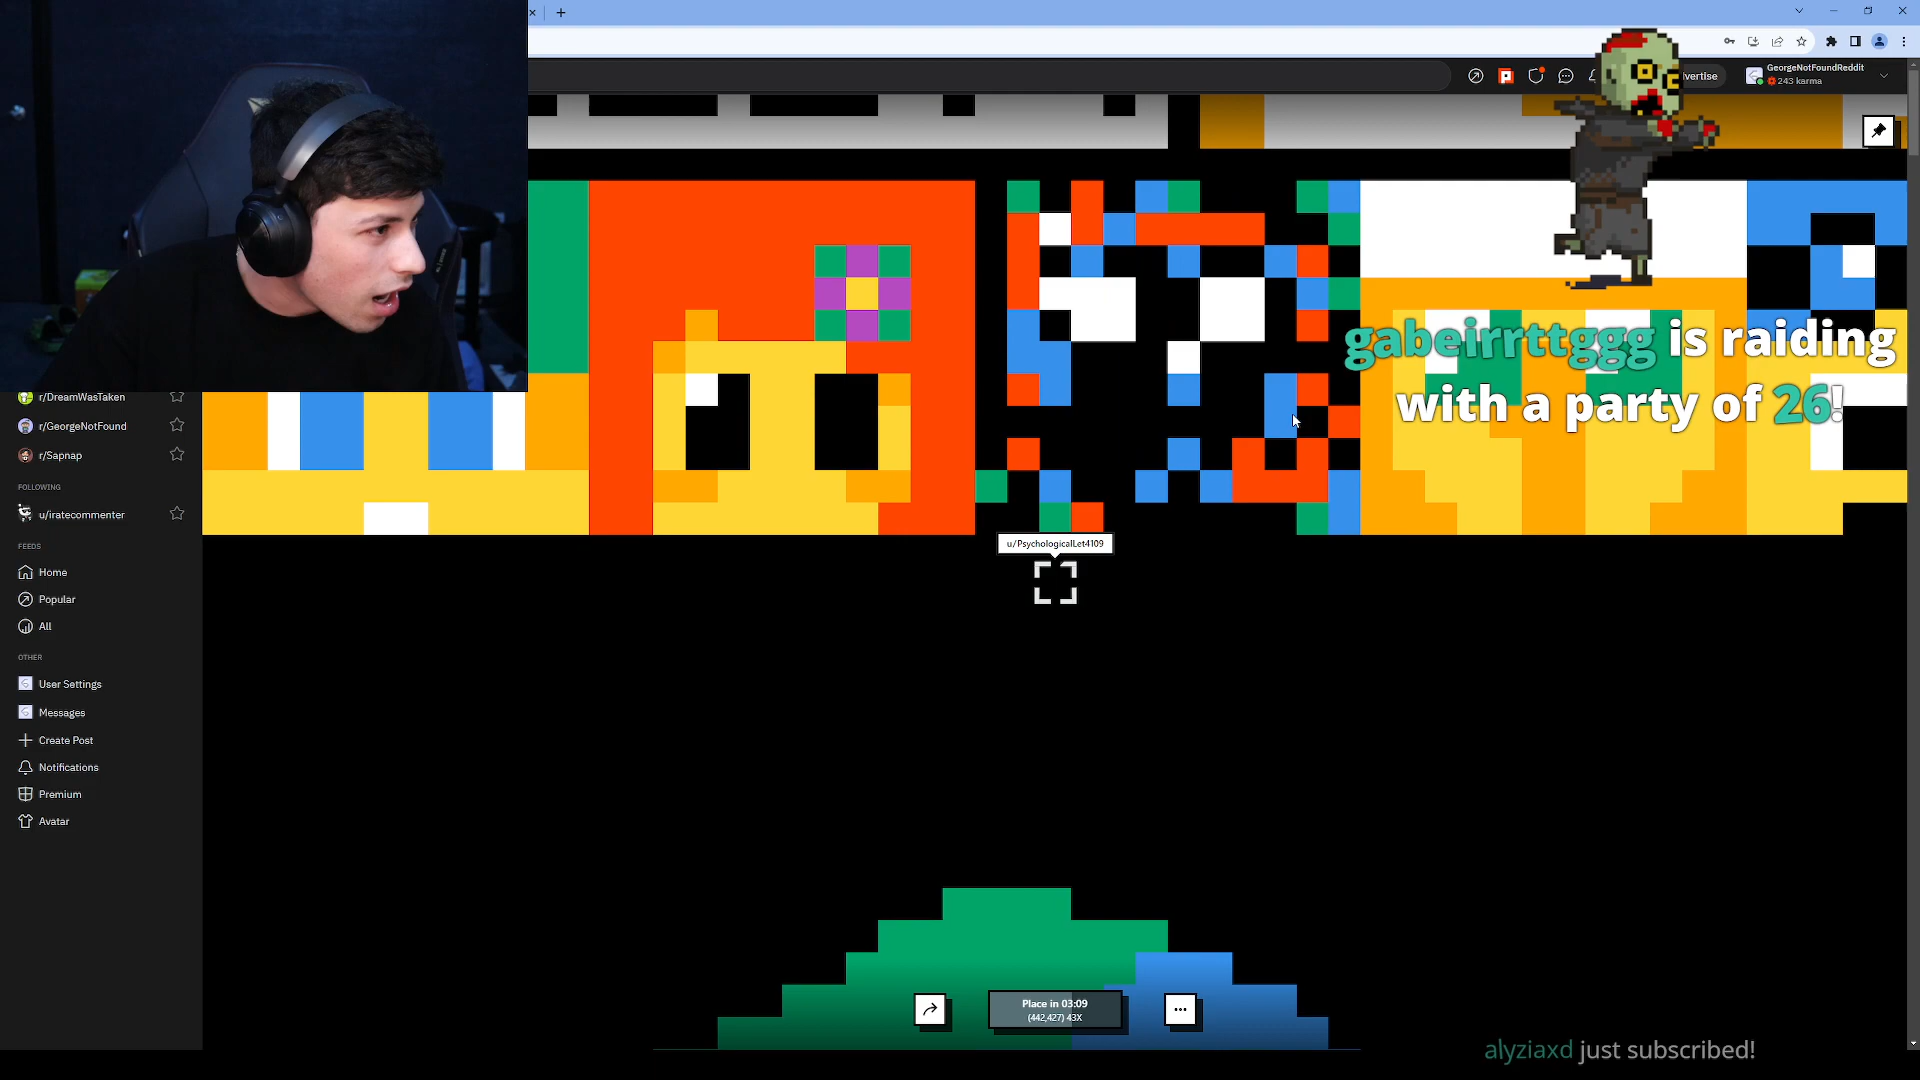 vertise
GeorgeNotFoundReddit
243 karma
gabeirrrttggg is raiding
with a party of 26!
r/DreamWasTaken
r/GeorgeNotFound
r/Sapnap
FOLLOWING
u/iratecommenter
FEEDS
Home
Popular
All
OTHER
User Settings
Messages
Create Post
Notifications
Premium
Avatar
u/PsychologicalLet4109
Place in 03:09
(442,427) 43X
alyziaxd just subscribed!